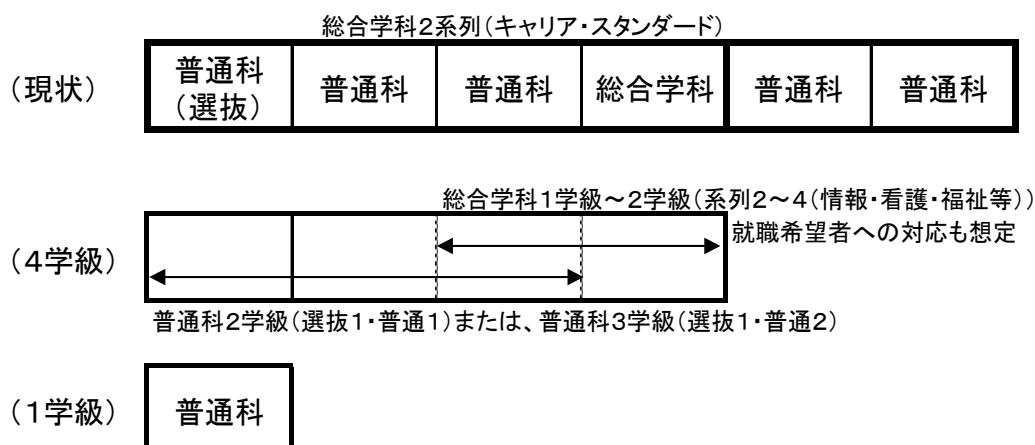 総合学科2系列(キャリア・スタンダード)
(現状)
普通科
(選抜)
普通科
普通科
総合学科
普通科
普通科
総合学科1学級～2学級(系列2～4(情報・看護・福祉等))
就職希望者への対応も想定
(4学級)
普通科2学級(選抜1・普通1)または、普通科3学級(選抜1・普通2)
(1学級)
普通科